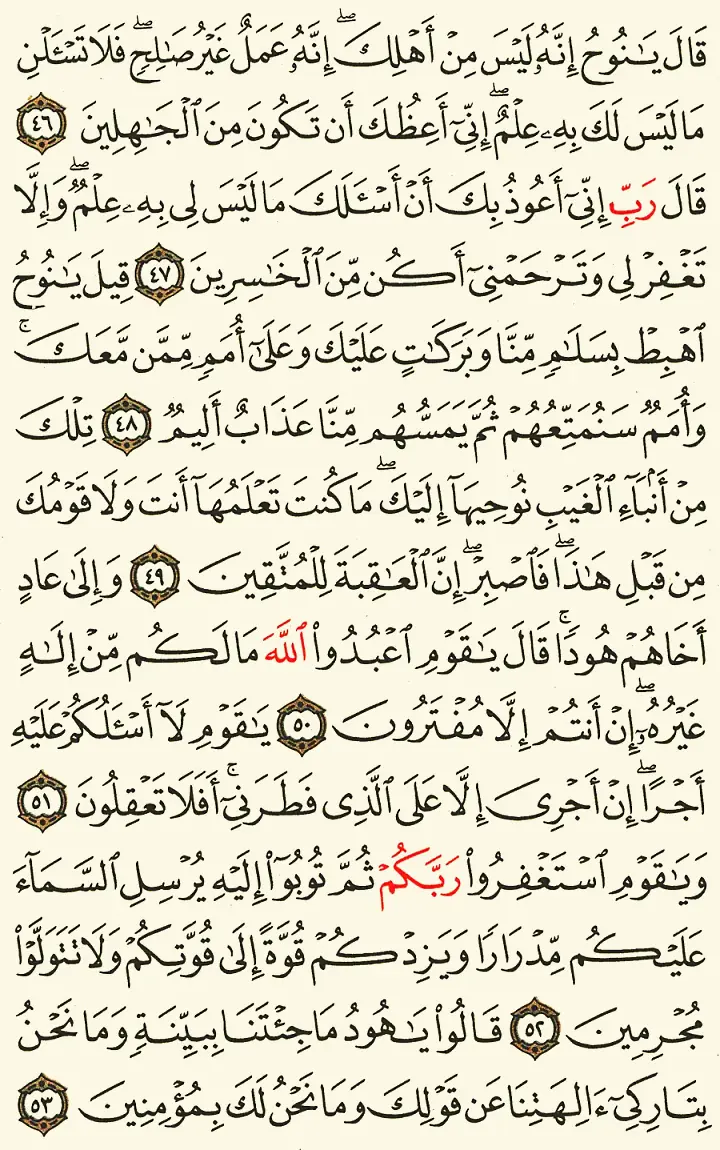 قَالَ يَـٰنُوحُ إِنَّهُۥ لَيۡسَ مِنۡ أَهۡلِكَۖ إِنَّهُۥ عَمَلٌ غَيۡرُ صَـٰلِحٖۖ فَلَا تَسۡـَٔلۡنِ
مَا لَيۡسَ لَكَ بِهِۦ عِلۡمٌۖ إِنِّيٓ أَعِظُكَ أَن تَكُونَ مِنَ ٱلۡجَـٰهِلِينَ ٤٦
قَالَ رَبِّ إِنِّيٓ أَعُوذُ بِكَ أَنۡ أَسۡـَٔلَكَ مَا لَيۡسَ لِي بِهِۦ عِلۡمٞۖ وَإِلَّا
تَغۡفِرۡ لِي وَتَرۡحَمۡنِيٓ أَكُن مِّنَ ٱلۡخَـٰسِرِينَ ٤٧ قِيلَ يَـٰنُوحُ
ٱهۡبِطۡ بِسَلَـٰمٖ مِّنَّا وَبَرَكَـٰتٍ عَلَيۡكَ وَعَلَىٰٓ أُمَمٖ مِّمَّن مَّعَكَۚ
وَأُمَمٞ سَنُمَتِّعُهُمۡ ثُمَّ يَمَسُّهُم مِّنَّا عَذَابٌ أَلِيمٞ ٤٨ تِلۡكَ
مِنۡ أَنۢبَآءِ ٱلۡغَيۡبِ نُوحِيهَآ إِلَيۡكَۖ مَا كُنتَ تَعۡلَمُهَآ أَنتَ وَلَا قَوۡمُكَ
مِن قَبۡلِ هَـٰذَاۖ فَٱصۡبِرۡۖ إِنَّ ٱلۡعَـٰقِبَةَ لِلۡمُتَّقِينَ ٤٩ وَإِلَىٰ عَادٍ
أَخَاهُمۡ هُودٗاۚ قَالَ يَـٰقَوۡمِ ٱعۡبُدُواْ ٱللَّهَ مَا لَكُم مِّنۡ إِلَـٰهٍ
غَيۡرُهُۥٓۖ إِنۡ أَنتُمۡ إِلَّا مُفۡتَرُونَ ٥٠ يَـٰقَوۡمِ لَآ أَسۡـَٔلُكُمۡ عَلَيۡهِ
أَجۡرًاۖ إِنۡ أَجۡرِيَ إِلَّا عَلَى ٱلَّذِي فَطَرَنِيٓۚ أَفَلَا تَعۡقِلُونَ ٥١
وَيَـٰقَوۡمِ ٱسۡتَغۡفِرُواْ رَبَّكُمۡ ثُمَّ تُوبُوٓاْ إِلَيۡهِ يُرۡسِلِ ٱلسَّمَآءَ
عَلَيۡكُم مِّدۡرَارٗا وَيَزِدۡكُمۡ قُوَّةً إِلَىٰ قُوَّتِكُمۡ وَلَا تَتَوَلَّوۡاْ
مُجۡرِمِينَ ٥٢ قَالُواْ يَـٰهُودُ مَا جِئۡتَنَا بِبَيِّنَةٖ وَمَا نَحۡنُ
بِتَارِكِيٓ ءَالِهَتِنَا عَن قَوۡلِكَ وَمَا نَحۡنُ لَكَ بِمُؤۡمِنِينَ ٥٣